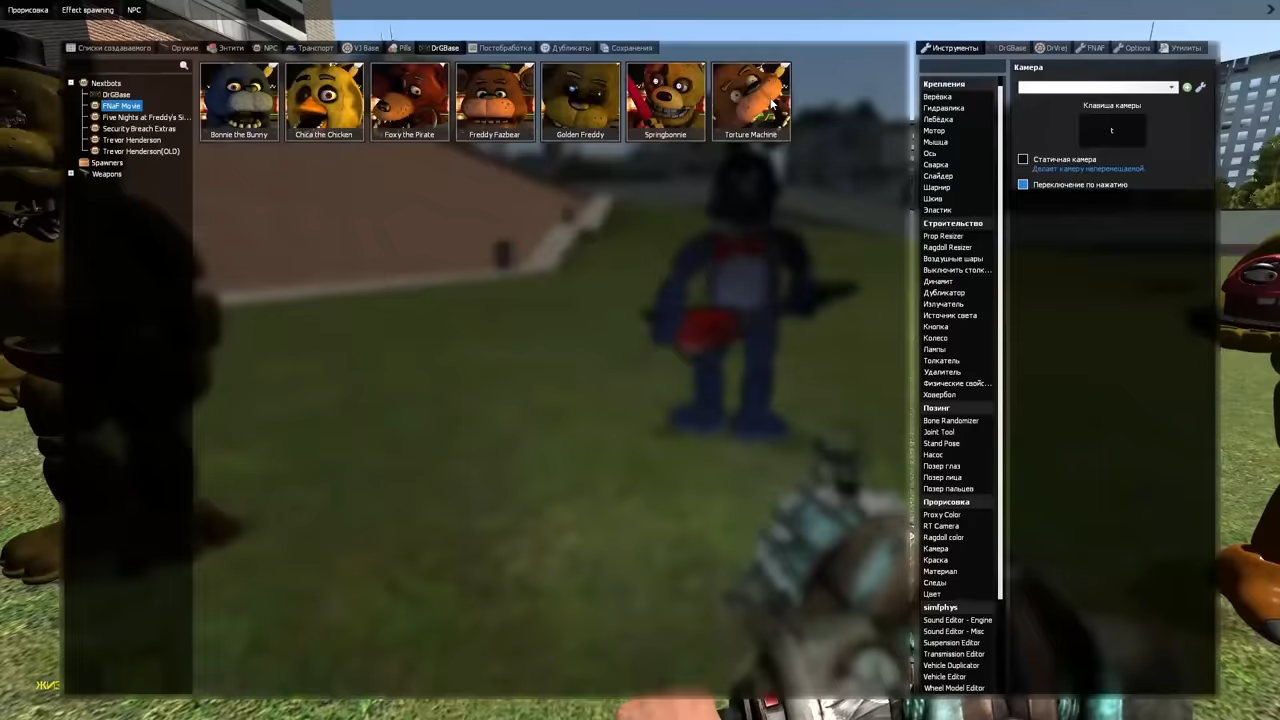 Прорисовка Effect spawning NPC
Списки создаваемого Оружие Энтити NPC Транспорт VJ Base Pills DrGBase Постобработка Дубликаты Сохранения
Nextbots
DrGBase
FNaF Movie
Five Nights at Freddy's Si...
Security Breach Extras
Trevor Henderson
Trevor Henderson(OLD)
Spawners
Weapons
Bonnie the Bunny Chica the Chicken Foxy the Pirate Freddy Fazbear Golden Freddy Springbonnie Torture Machine
Инструменты DrGBase DrVrej FNAF Options Утилиты
Крепления
Верёвка
Гидравлика
Лебёдка
Мотор
Мышца
Ось
Сварка
Слайдер
Шарнир
Шкив
Эластик
Строительство
Prop Resizer
Ragdoll Resizer
Воздушные шары
Выключить столк...
Динамит
Дубликатор
Излучатель
Источник света
Кнопка
Колесо
Лампы
Толкатель
Удалитель
Физические свойс...
Ховербол
Позинг
Bone Randomizer
Joint Tool
Stand Pose
Насос
Позер глаз
Позер лица
Позер пальцев
Прорисовка
Proxy Color
RT Camera
Ragdoll color
Камера
Краска
Материал
Следы
Цвет
simfphys
Sound Editor - Engine
Sound Editor - Misc
Suspension Editor
Transmission Editor
Vehicle Duplicator
Vehicle Editor
Wheel Model Editor
Камера
Клавиша камеры
t
Статичная камера
Делает камеру неперемещаемой.
Переключение по нажатию